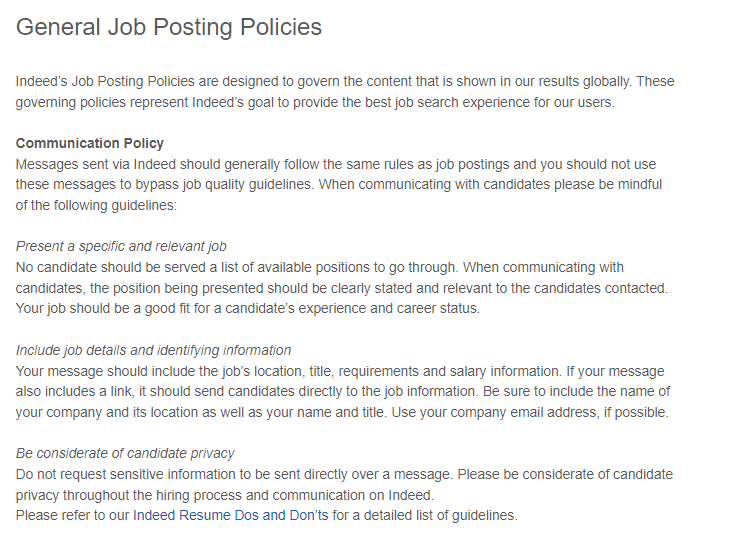 General Job Posting Policies
Indeed's Job Posting Policies are designed to govern the content that is shown in our results globally. These
governing policies represent Indeed's goal to provide the best job search experience for our users.
Communication Policy
Messages sent via Indeed should generally follow the same rules as job postings and you should not use
these messages to bypass job quality guidelines. When communicating with candidates please be mindful
of the following guidelines:
Present a specific and relevant job
No candidate should be served a list of available positions to go through. When communicating with
candidates, the position being presented should be clearly stated and relevant to the candidates contacted.
Your job should be a good fit for a candidate's experience and career status.
Include job details and identifying information
Your message should include the job's location, title, requirements and salary information. If your message
also includes a link, it should send candidates directly to the job information. Be sure to include the name of
your company and its location as well as your name and title. Use your company email address, if possible.
Be considerate of candidate privacy
Do not request sensitive information to be sent directly over a message. Please be considerate of candidate
privacy throughout the hiring process and communication on Indeed.
Please refer to our Indeed Resume Dos and Don'ts for a detailed list of guidelines.